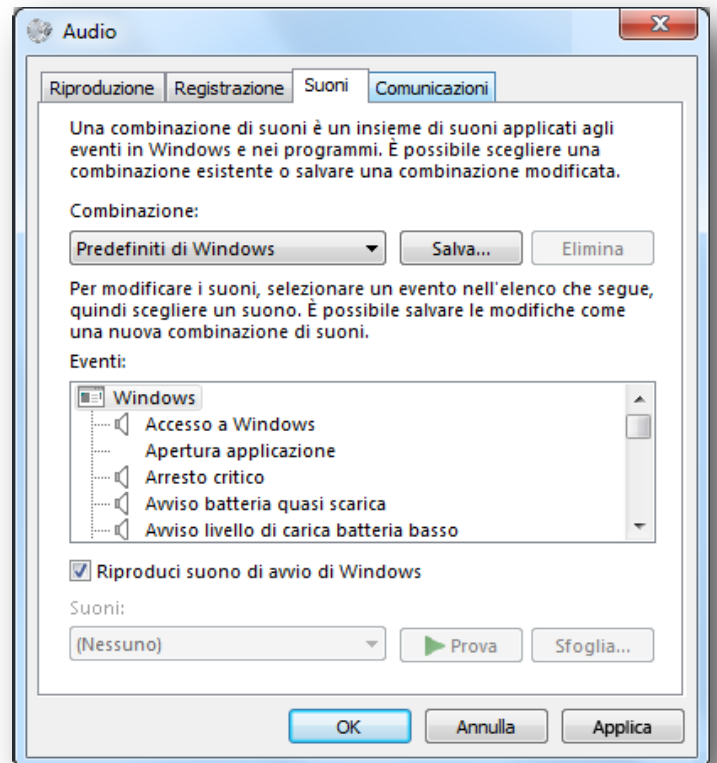 Audio
Riproduzione Registrazione Suoni Comunicazioni
Una combinazione di suoni è un insieme di suoni applicati agli
eventi in Windows e nei programmi. È possibile scegliere una
combinazione esistente o salvare una combinazione modificata.
Combinazione:
Predefiniti di Windows Salva... Elimina
Per modificare i suoni, selezionare un evento nell'elenco che segue,
quindi scegliere un suono. È possibile salvare le modifiche come
una nuova combinazione di suoni.
Eventi:
Windows
Accesso a Windows
Apertura applicazione
Arresto critico
Avviso batteria quasi scarica
Avviso livello di carica batteria basso
Riproduci suono di avvio di Windows
Suoni:
(Nessuno) Prova Sfoglia...
OK Annulla Applica